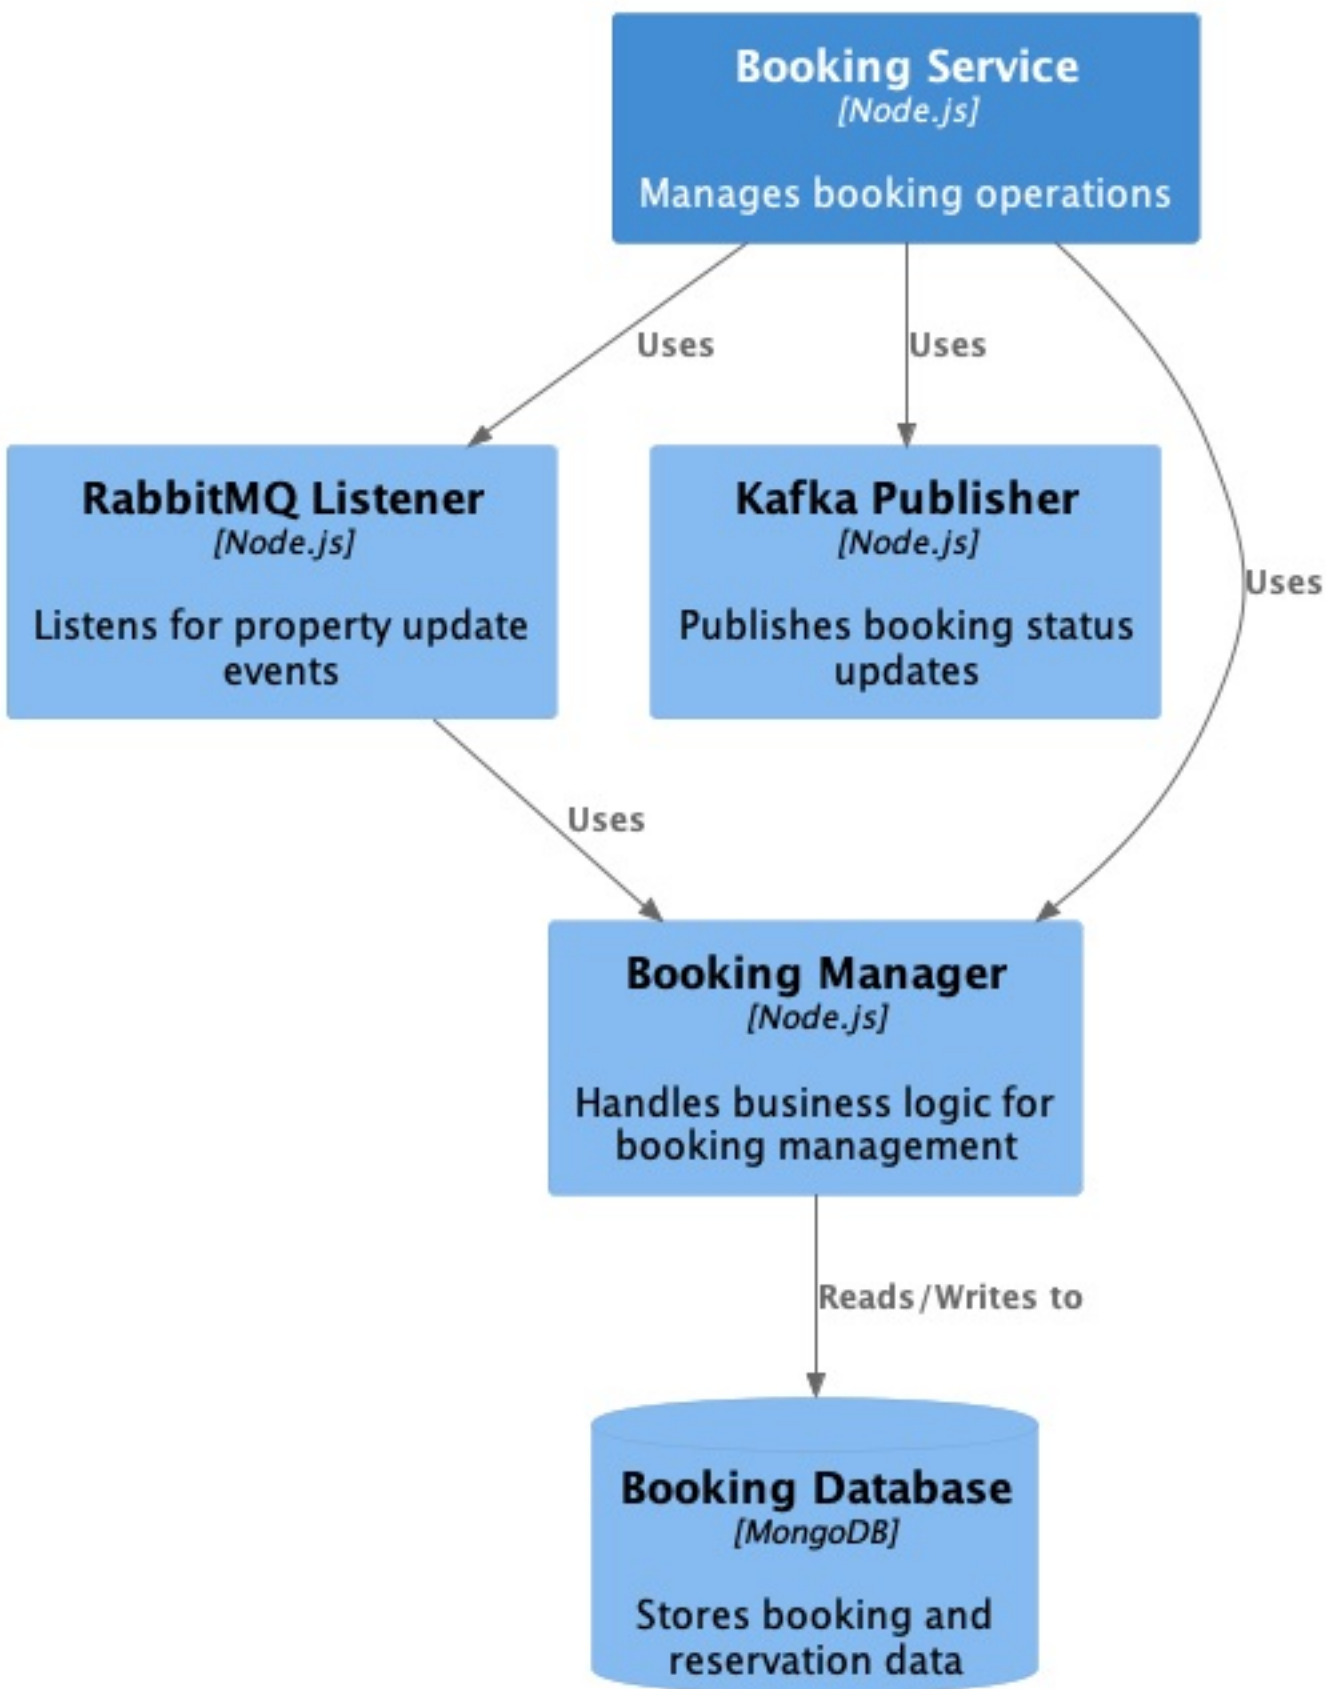 Booking Service
[Node.js]
Manages booking operations
Uses
Uses
Uses
RabbitMQ Listener
[Node.js]
Listens for property update
events
Kafka Publisher
[Node.js]
Publishes booking status
updates
Uses
Booking Manager
[Node.js]
Handles business logic for
booking management
Reads/Writes to
Booking Database
[MongoDB]
Stores booking and
reservation data